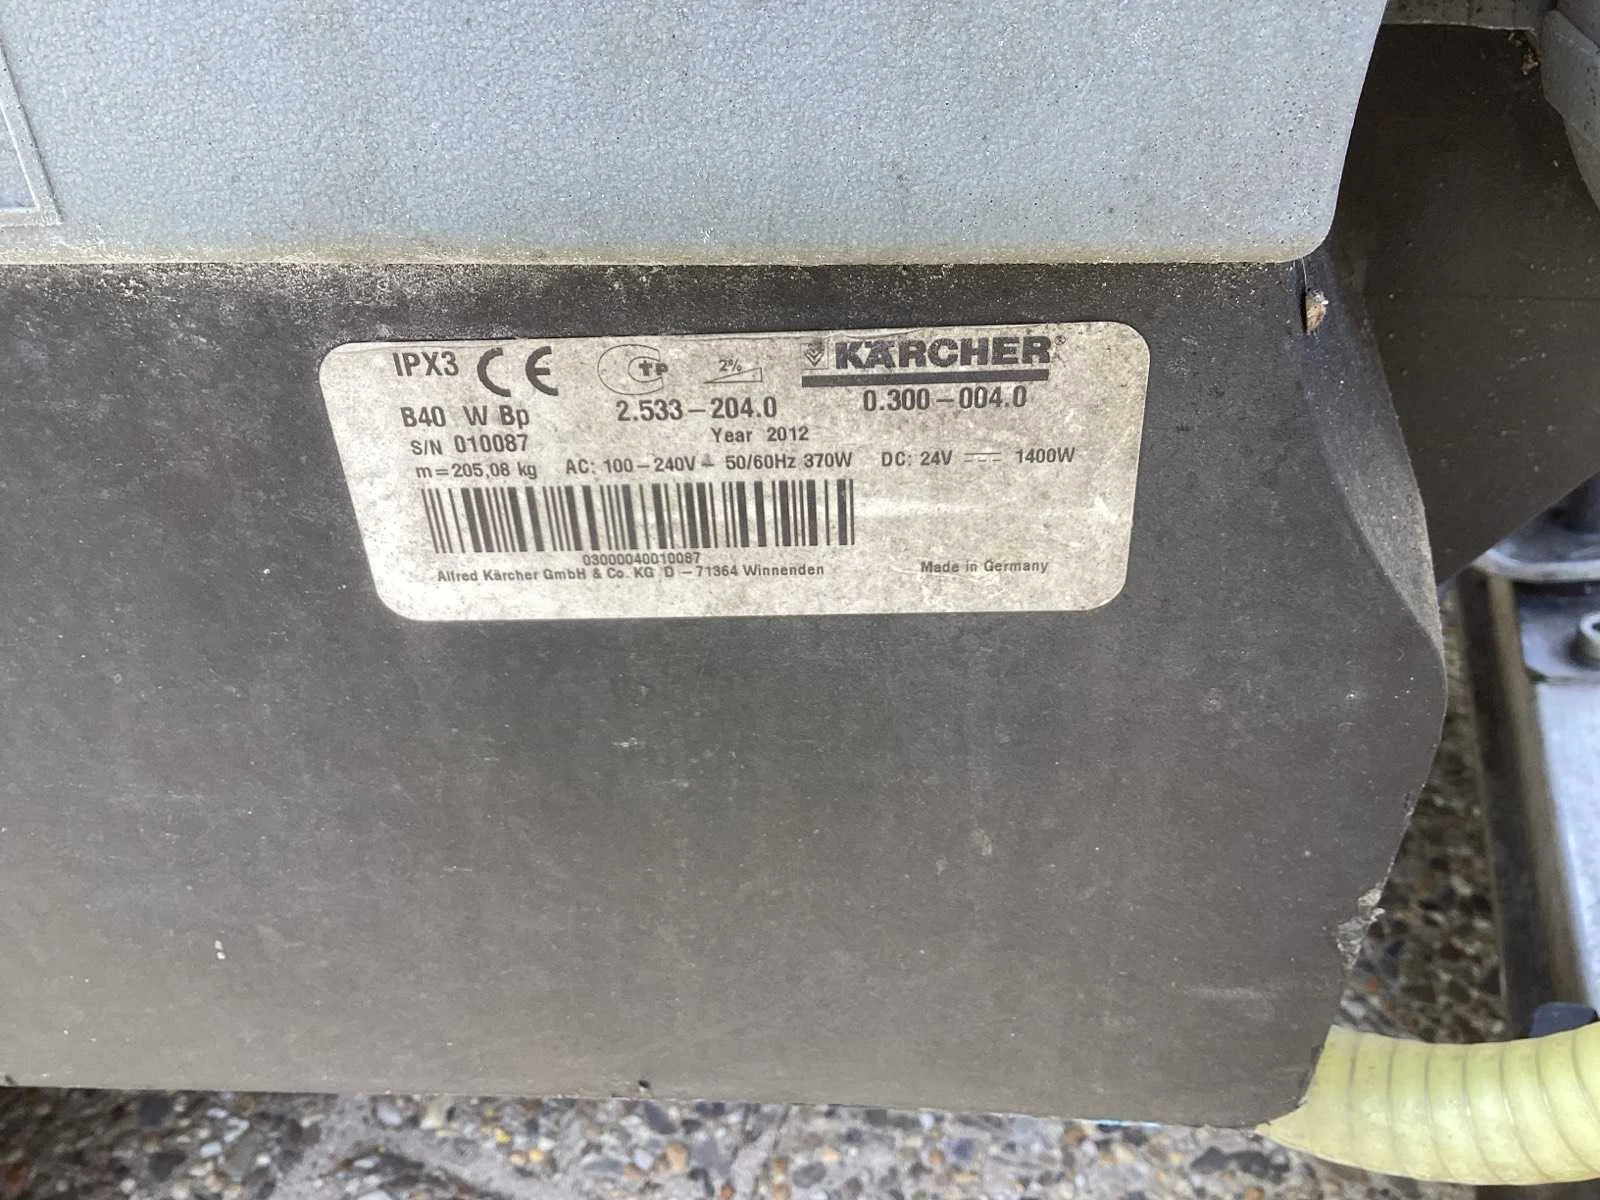 IPX3 CE 2% KÄRCHER®
B40 W Bp 2.533-204.0 0.300-004.0
S/N 010087 Year 2012
m=205,08 kg AC: 100-240V ~ 50/60Hz 370W DC: 24V ⎓ 1400W
03000040010087
Alfred Kärcher GmbH & Co. KG D-71364 Winnenden Made in Germany